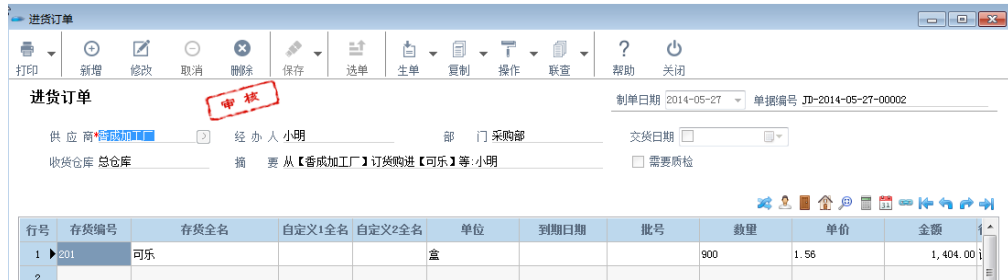 进货订单
打印 新增 修改 取消 删除 保存 选单 生单 复制 操作 联查 帮助 关闭
进货订单 审核 制单日期 2014-05-27 单据编号 JD-2014-05-27-00002
供应商*香成加工厂 经办人 小明 部门 采购部 交货日期
收货仓库 总仓库 摘要 从【香成加工厂】订货购进【可乐】等:小明 需要质检
行号 存货编号 存货全名 自定义1全名 自定义2全名 单位 到期日期 批号 数量 单价 金额
1 201 可乐 盒 900 1.56 1,404.00
2